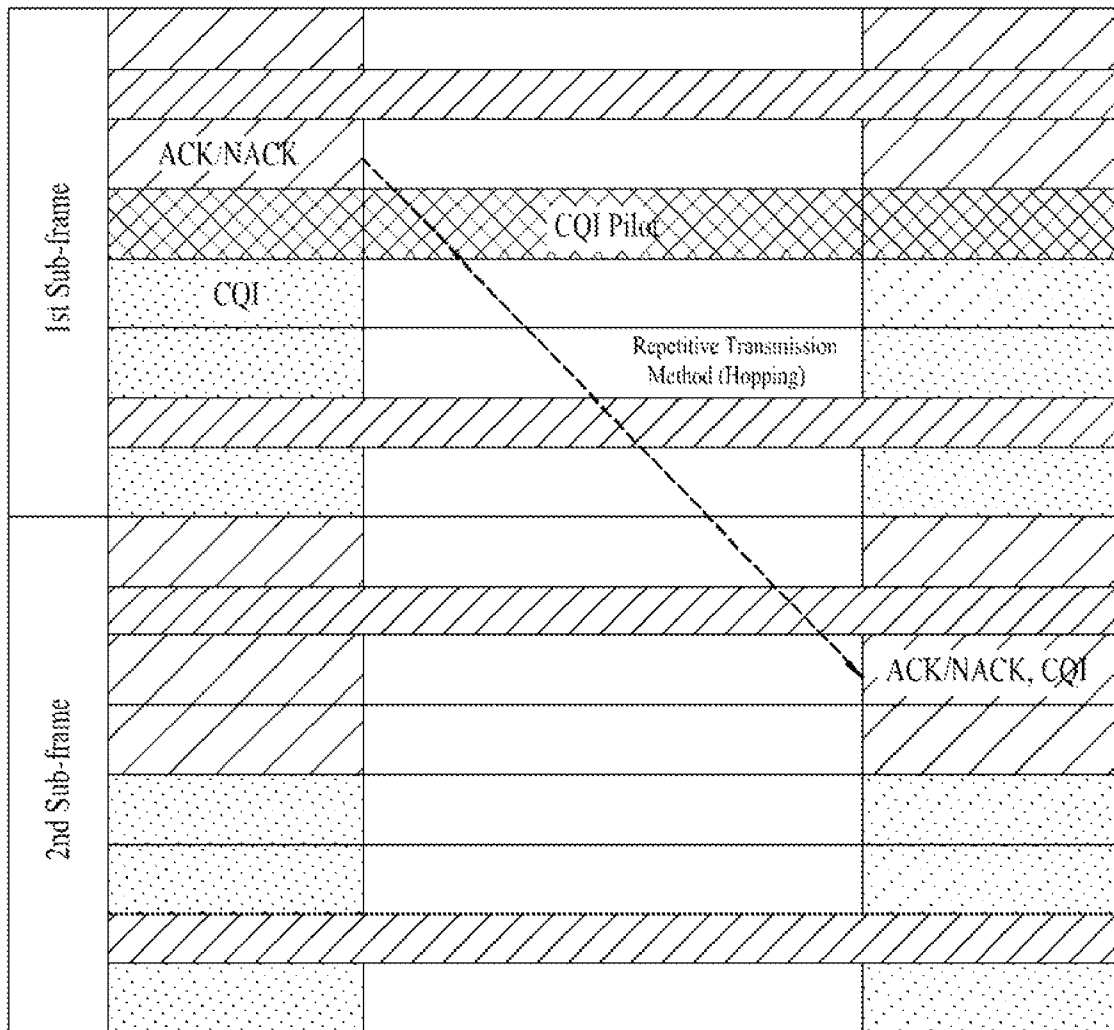 1st Sub-frame
ACK/NACK
CQI Pilot
CQI
Repetitive Transmission
Method (Hopping)
2nd Sub-frame
ACK/NACK, CQI